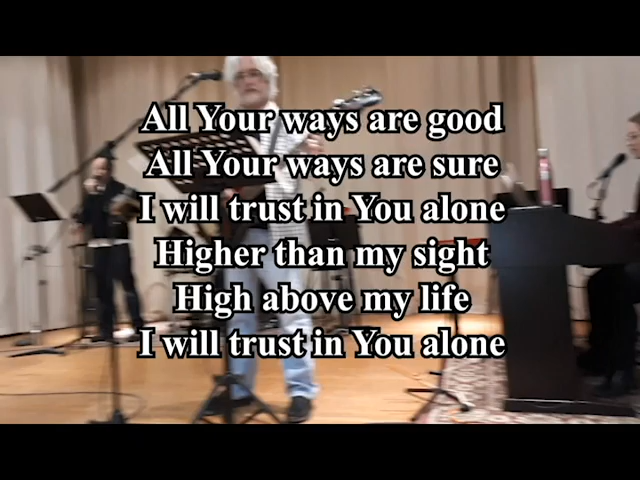 All Your ways are good
All Your ways are sure
I will trust in You alone
Higher than my sight
High above my life
I will trust in You alone